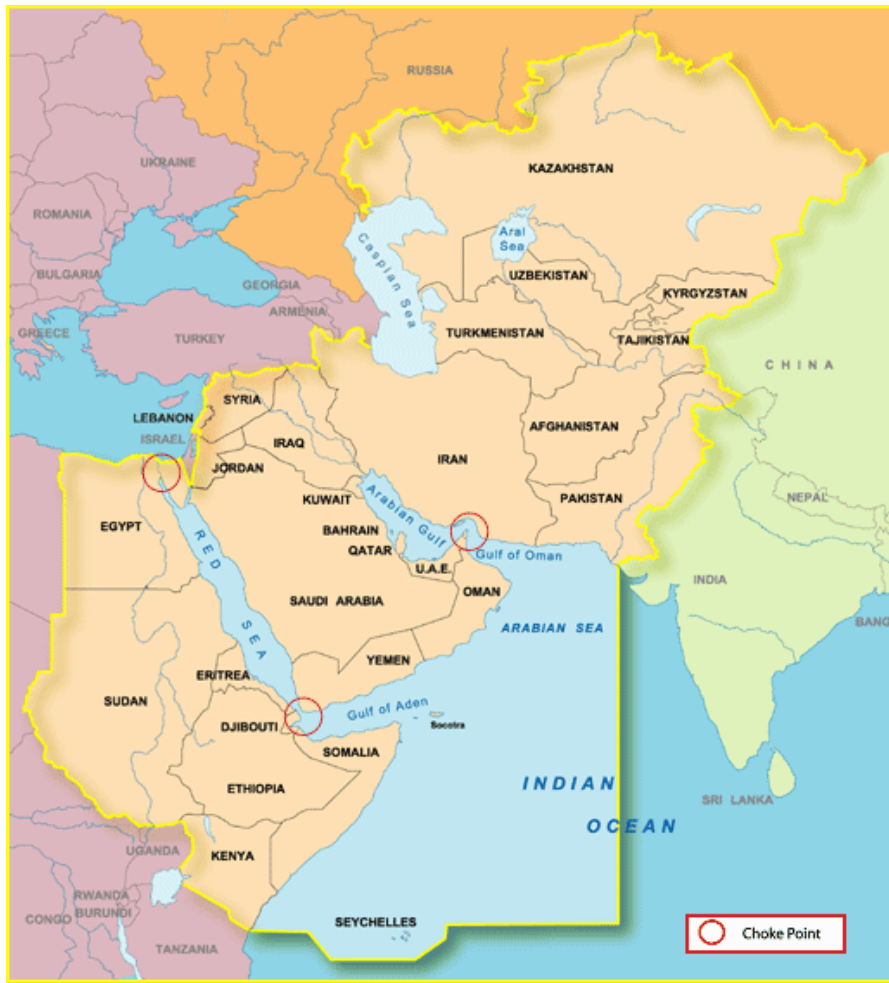 RUSSIA
UKRAINE
KAZAKHSTAN
ROMANIA
Aral
Sea
Caspian Sea
BULGARIA
UZBEKISTAN
GEORGIA
KYRGYZSTAN
ARMENIA
GREECE
TURKEY
TURKMENISTAN
TAJIKISTAN
CHINA
SYRIA
LEBANON
AFGHANISTAN
ISRAEL
IRAQ
IRAN
JORDAN
KUWAIT
Arabian Gulf
PAKISTAN
NEPAL
EGYPT
BAHRAIN
QATAR
Gulf of Oman
U.A.E.
INDIA
RED SEA
OMAN
SAUDI ARABIA
ARABIAN SEA
BANG
YEMEN
ERITREA
SUDAN
Gulf of Aden
Socotra
DJIBOUTI
SOMALIA
ETHIOPIA
INDIAN
OCEAN
SRI LANKA
UGANDA
KENYA
RWANDA
BURUNDI
CONGO
SEYCHELLES
TANZANIA
Choke Point